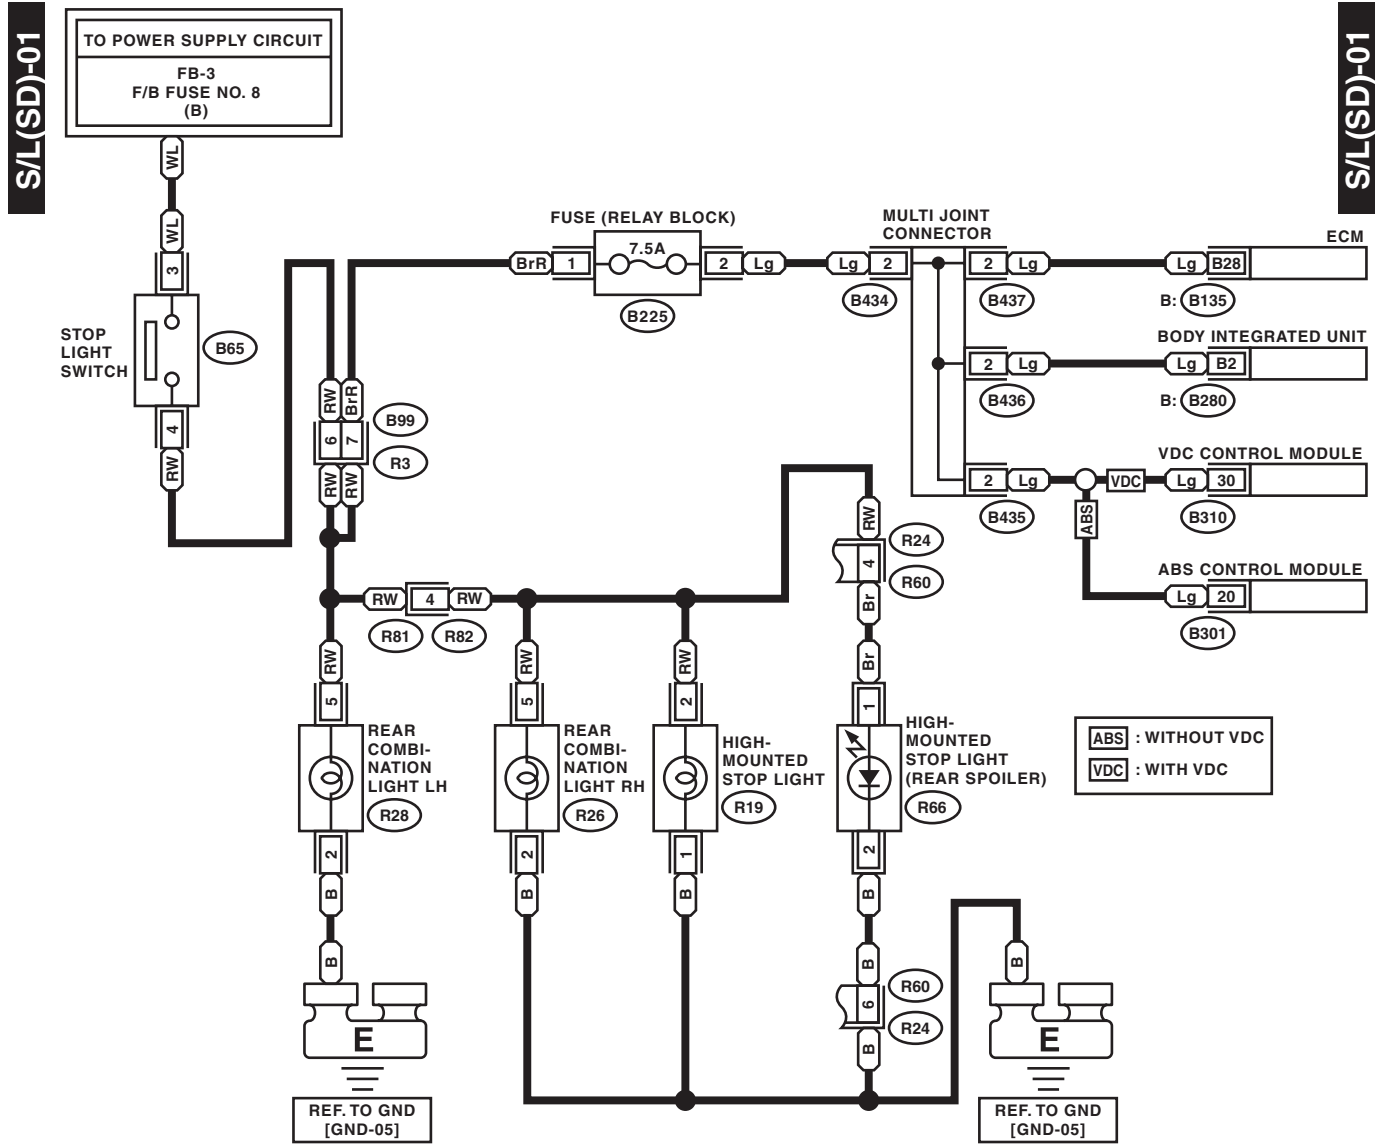 S/L(SD)-01
S/L(SD)-01
TO POWER SUPPLY CIRCUIT
FB-3
F/B FUSE NO. 8
(B)
WL
WL
3
STOP
LIGHT
SWITCH
B65
4
RW
RW
BrR
6
7
B99
R3
RW
RW
BrR
1
FUSE (RELAY BLOCK)
7.5A
B225
2
Lg
Lg
2
B434
MULTI JOINT
CONNECTOR
2
Lg
B437
Lg
B28
ECM
B: B135
2
Lg
B436
BODY INTEGRATED UNIT
Lg
B2
B: B280
2
Lg
B435
VDC
ABS
VDC CONTROL MODULE
Lg
30
B310
ABS CONTROL MODULE
Lg
20
B301
RW
4
RW
R81
R82
RW
R24
4
R60
Br
Br
1
RW
5
REAR
COMBI-
NATION
LIGHT LH
R28
2
B
B
E
REF. TO GND
[GND-05]
RW
5
REAR
COMBI-
NATION
LIGHT RH
R26
2
B
RW
2
HIGH-
MOUNTED
STOP LIGHT
R19
1
B
HIGH-
MOUNTED
STOP LIGHT
(REAR SPOILER)
R66
2
B
B
R60
6
R24
B
B
E
REF. TO GND
[GND-05]
ABS : WITHOUT VDC
VDC : WITH VDC